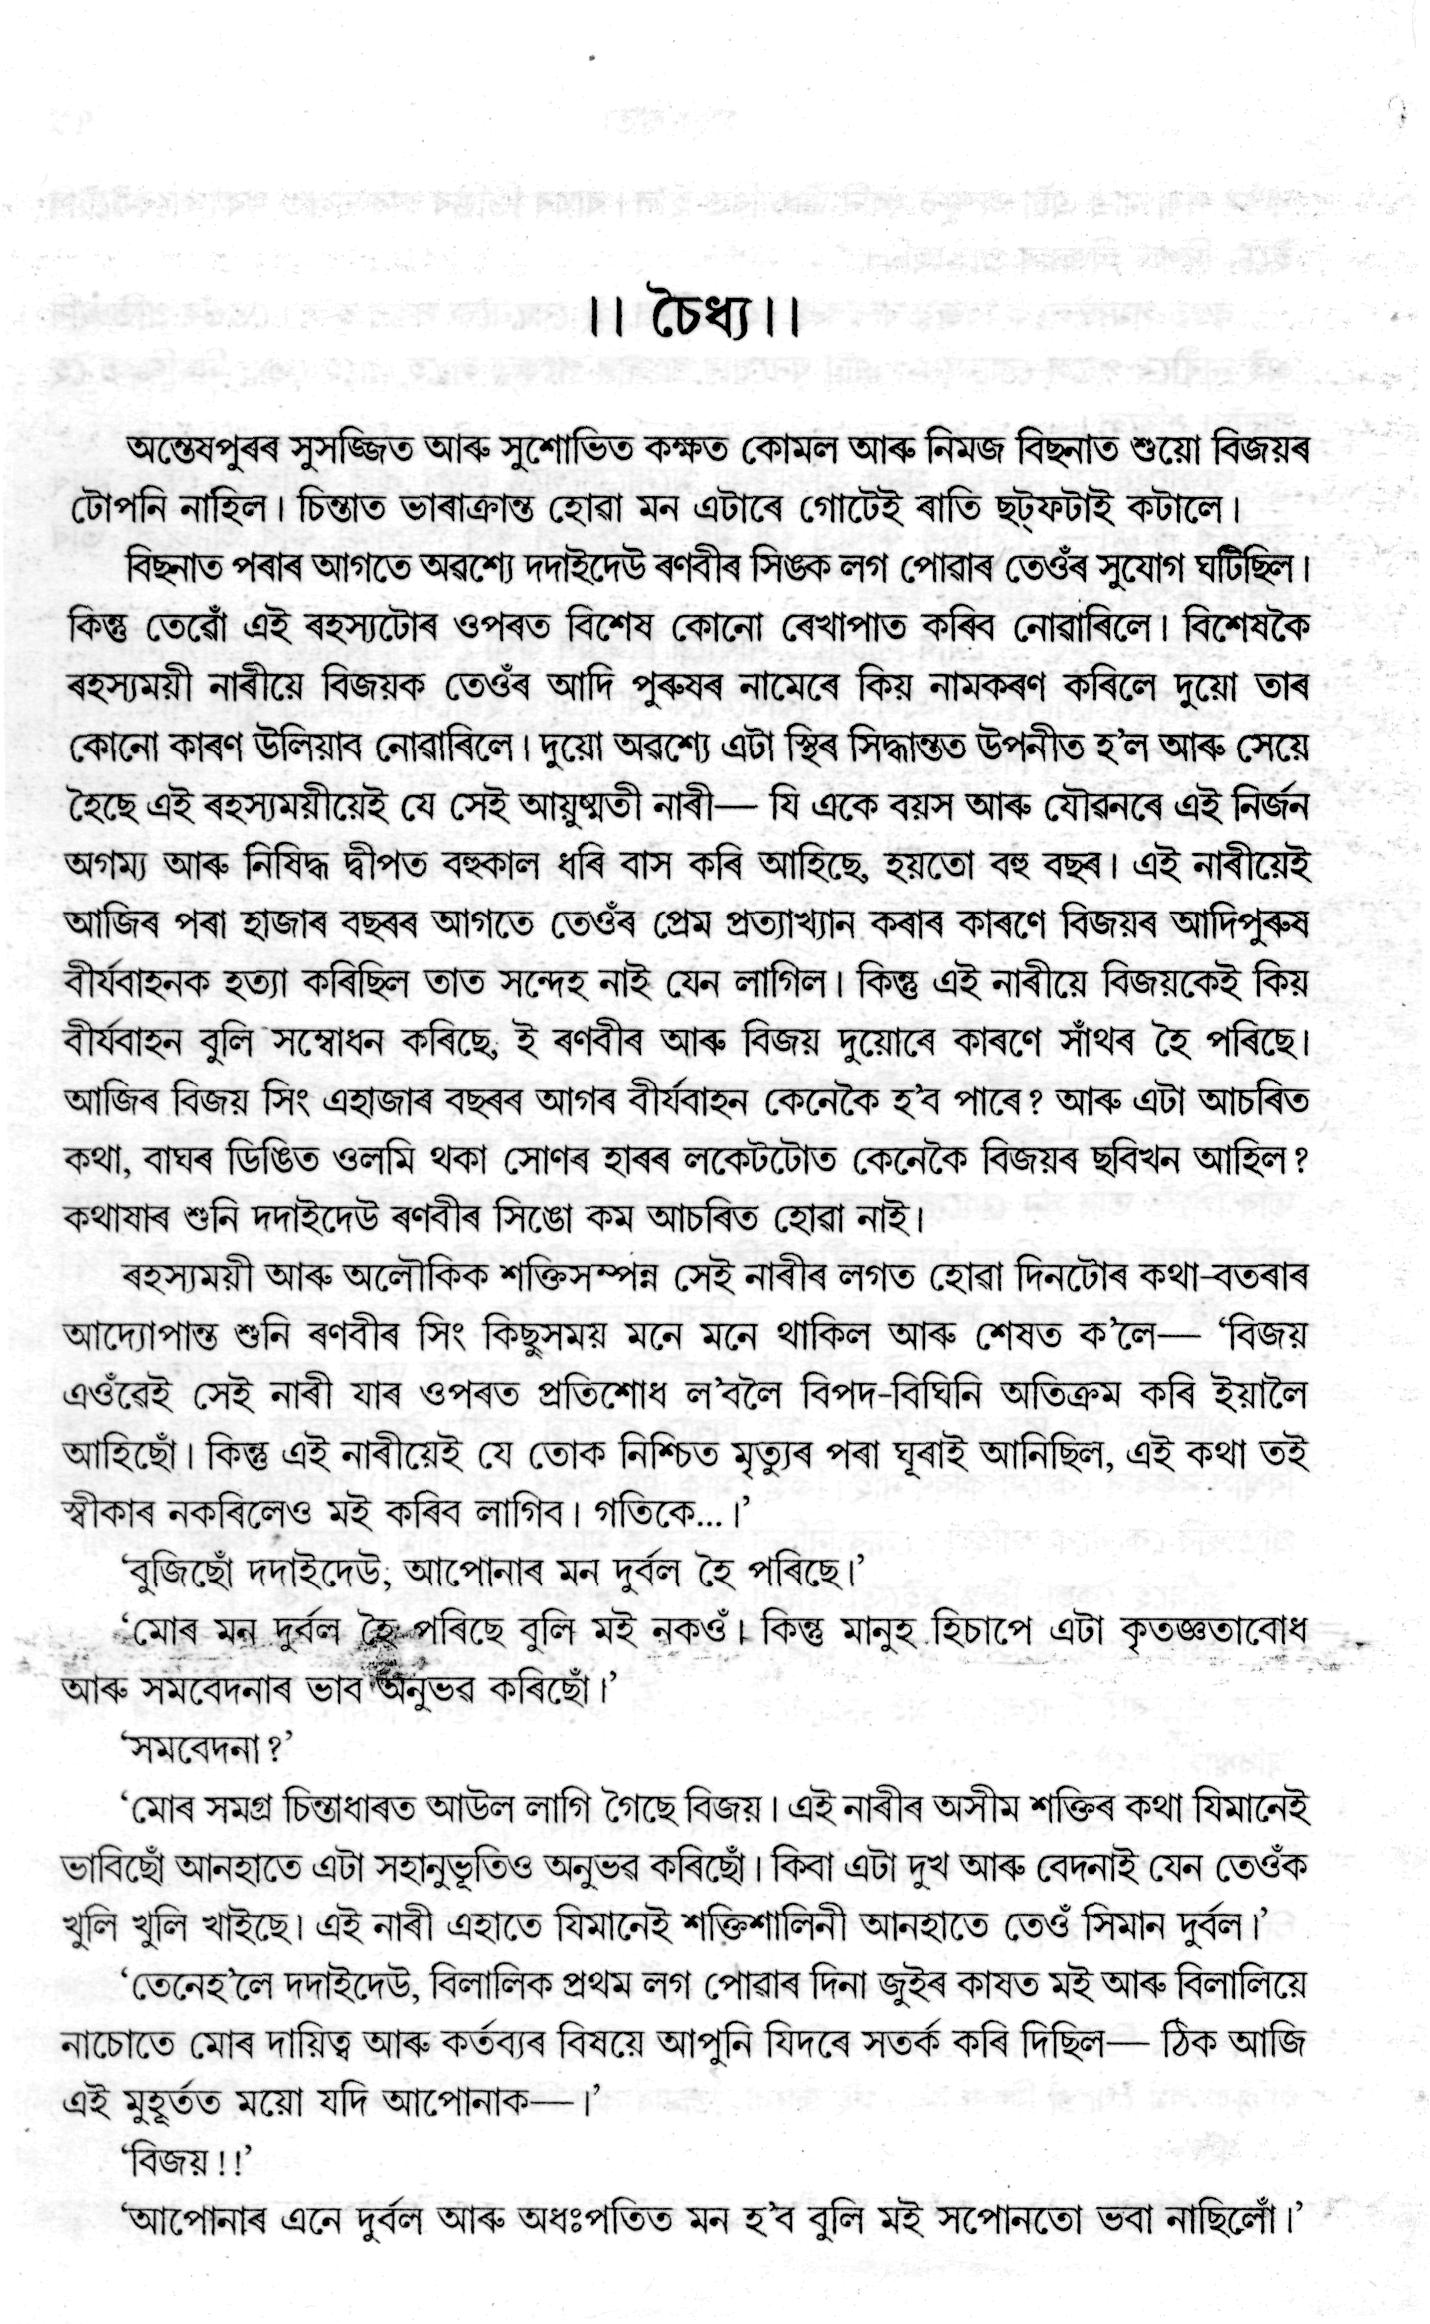 ।। চৈধ্য।।
অন্তেষপুৰৰ সুসজ্জিত আৰু সুশোভিত কক্ষত কোমল আৰু নিমজ বিছনাত শুয়ো বিজয়ৰ
টোপনি নাহিল। চিন্তাত ভাৰাক্ৰান্ত হোৱা মন এটাৰে গোটেই ৰাতি ছট্ফটাই কটালে।
বিছনাত পৰাৰ আগতে অৱশ্যে দদাইদেউ ৰণবীৰ সিঙক লগ পোৱাৰ তেওঁৰ সুযোগ ঘটিছিল।
কিন্তু তেৱোঁ এই ৰহস্যটোৰ ওপৰত বিশেষ কোনো ৰেখাপাত কৰিব নোৱাৰিলে। বিশেষকৈ
ৰহস্যময়ী নাৰীয়ে বিজয়ক তেওঁৰ আদি পুৰুষৰ নামেৰে কিয় নামকৰণ কৰিলে দুয়ো তাৰ
কোনো কাৰণ উলিয়াব নোৱাৰিলে। দুয়ো অৱশ্যে এটা স্থিৰ সিদ্ধান্তত উপনীত হ’ল আৰু সেয়ে
হৈছে এই ৰহস্যময়ীয়েই যে সেই আয়ুষ্মতী নাৰী— যি একে বয়স আৰু যৌৱনৰে এই নিৰ্জন
অগম্য আৰু নিষিদ্ধ দ্বীপত বহুকাল ধৰি বাস কৰি আহিছে, হয়তো বহু বছৰ। এই নাৰীয়েই
আজিৰ পৰা হাজাৰ বছৰৰ আগতে তেওঁৰ প্ৰেম প্ৰত্যাখ্যান কৰাৰ কাৰণে বিজয়ৰ আদিপুৰুষ
বীৰ্যবাহনক হত্যা কৰিছিল তাত সন্দেহ নাই যেন লাগিল। কিন্তু এই নাৰীয়ে বিজয়কেই কিয়
বীৰ্যবাহন বুলি সম্বোধন কৰিছে, ই ৰণবীৰ আৰু বিজয় দুয়োৰে কাৰণে সাঁথৰ হৈ পৰিছে।
আজিৰ বিজয় সিং এহাজাৰ বছৰৰ আগৰ বীৰ্যবাহন কেনেকৈ হ’ব পাৰে? আৰু এটা আচৰিত
কথা, বাঘৰ ডিঙিত ওলমি থকা সোণৰ হাৰৰ লকেটটোত কেনেকৈ বিজয়ৰ ছবিখন আহিল?
কথাষাৰ শুনি দদাইদেউ ৰণবীৰ সিঙো কম আচৰিত হোৱা নাই।
ৰহস্যময়ী আৰু অলৌকিক শক্তিসম্পন্ন সেই নাৰীৰ লগত হোৱা দিনটোৰ কথা-বতৰাৰ
আদ্যোপান্ত শুনি ৰণবীৰ সিং কিছুসময় মনে মনে থাকিল আৰু শেষত ক’লে— ‘বিজয়
এওঁৱেই সেই নাৰী যাৰ ওপৰত প্ৰতিশোধ ল’বলৈ বিপদ-বিঘিনি অতিক্ৰম কৰি ইয়ালৈ
আহিছোঁ। কিন্তু এই নাৰীয়েই যে তোক নিশ্চিত মৃত্যুৰ পৰা ঘূৰাই আনিছিল, এই কথা তই
স্বীকাৰ নকৰিলেও মই কৰিব লাগিব। গতিকে...।’
‘বুজিছোঁ দদাইদেউ, আপোনাৰ মন দুৰ্বল হৈ পৰিছে।’
‘মোৰ মন দুৰ্বল হৈ পৰিছে বুলি মই নকওঁ। কিন্তু মানুহ হিচাপে এটা কৃতজ্ঞতাবোধ
আৰু সমবেদনাৰ ভাব অনুভৱ কৰিছোঁ।’
‘সমবেদনা?’
‘মোৰ সমগ্ৰ চিন্তাধাৰত আউল লাগি গৈছে বিজয়। এই নাৰীৰ অসীম শক্তিৰ কথা যিমানেই
ভাবিছোঁ আনহাতে এটা সহানুভূতিও অনুভৱ কৰিছোঁ। কিবা এটা দুখ আৰু বেদনাই যেন তেওঁক
খুলি খুলি খাইছে। এই নাৰী এহাতে যিমানেই শক্তিশালিনী আনহাতে তেওঁ সিমান দুৰ্বল।’
‘তেনেহ’লে দদাইদেউ, বিলালিক প্ৰথম লগ পোৱাৰ দিনা জুইৰ কাষত মই আৰু বিলালিয়ে
নাচোতে মোৰ দায়িত্ব আৰু কৰ্তব্যৰ বিষয়ে আপুনি যিদৰে সতৰ্ক কৰি দিছিল— ঠিক আজি
এই মুহূৰ্তত ময়ো যদি আপোনাক—।’
‘বিজয়!!’
‘আপোনাৰ এনে দুৰ্বল আৰু অধঃপতিত মন হ’ব বুলি মই সপোনতো ভবা নাছিলোঁ।’